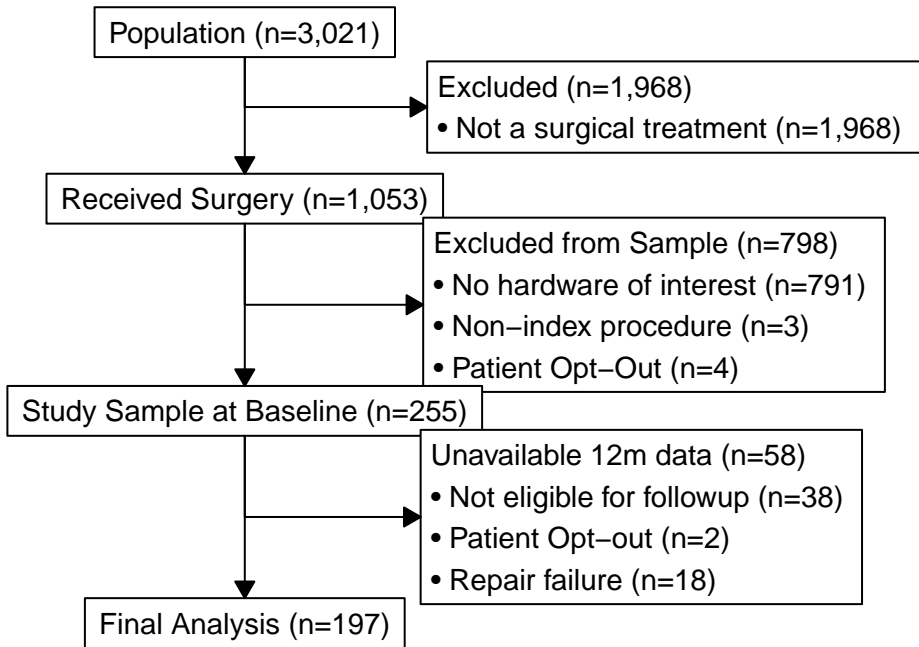 Population (n=3,021)
Excluded (n=1,968)
• Not a surgical treatment (n=1,968)
Received Surgery (n=1,053)
Excluded from Sample (n=798)
• No hardware of interest (n=791)
• Non−index procedure (n=3)
• Patient Opt−Out (n=4)
Study Sample at Baseline (n=255)
Unavailable 12m data (n=58)
• Not eligible for followup (n=38)
• Patient Opt−out (n=2)
• Repair failure (n=18)
Final Analysis (n=197)